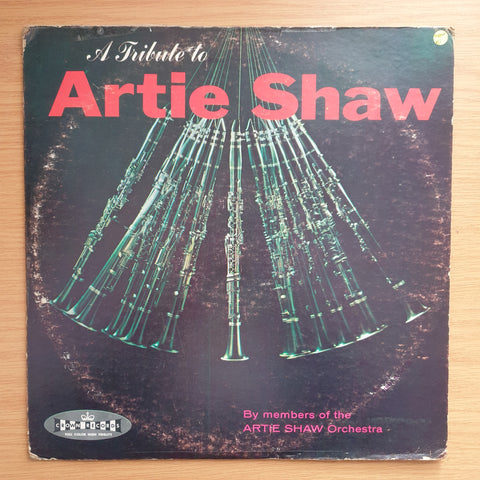 A Tribute to
Artie Shaw
By members of the
ARTIE SHAW Orchestra
CROWN RECORDS